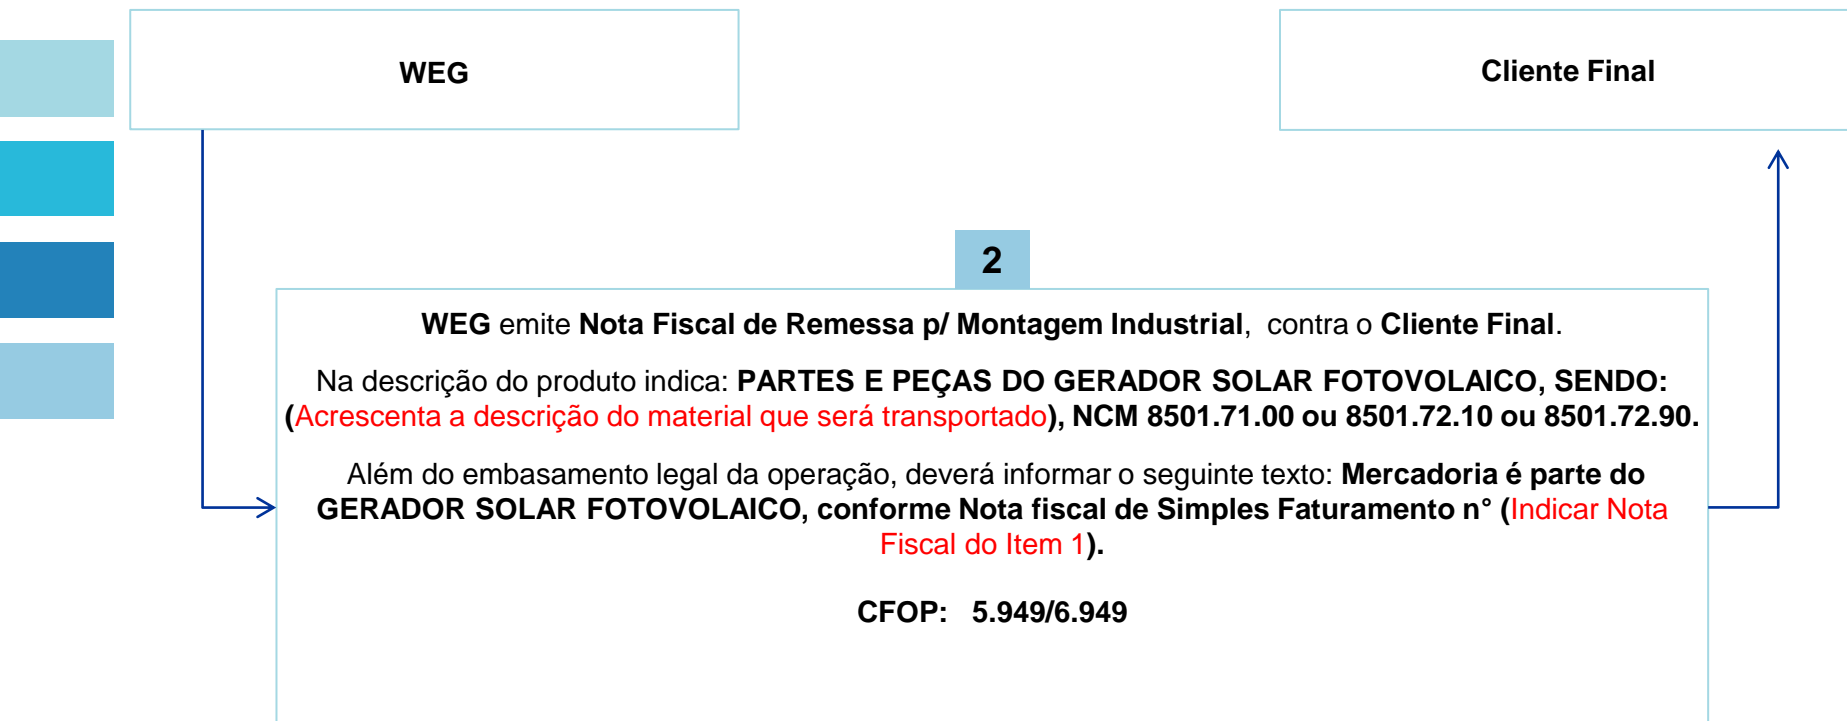 WEG
Cliente Final
2
WEG emite Nota Fiscal de Remessa p/ Montagem Industrial, contra o Cliente Final.
Na descrição do produto indica: PARTES E PEÇAS DO GERADOR SOLAR FOTOVOLAICO, SENDO:
(Acrescenta a descrição do material que será transportado), NCM 8501.71.00 ou 8501.72.10 ou 8501.72.90.
Além do embasamento legal da operação, deverá informar o seguinte texto: Mercadoria é parte do
GERADOR SOLAR FOTOVOLAICO, conforme Nota fiscal de Simples Faturamento n° (Indicar Nota
Fiscal do Item 1).
CFOP: 5.949/6.949